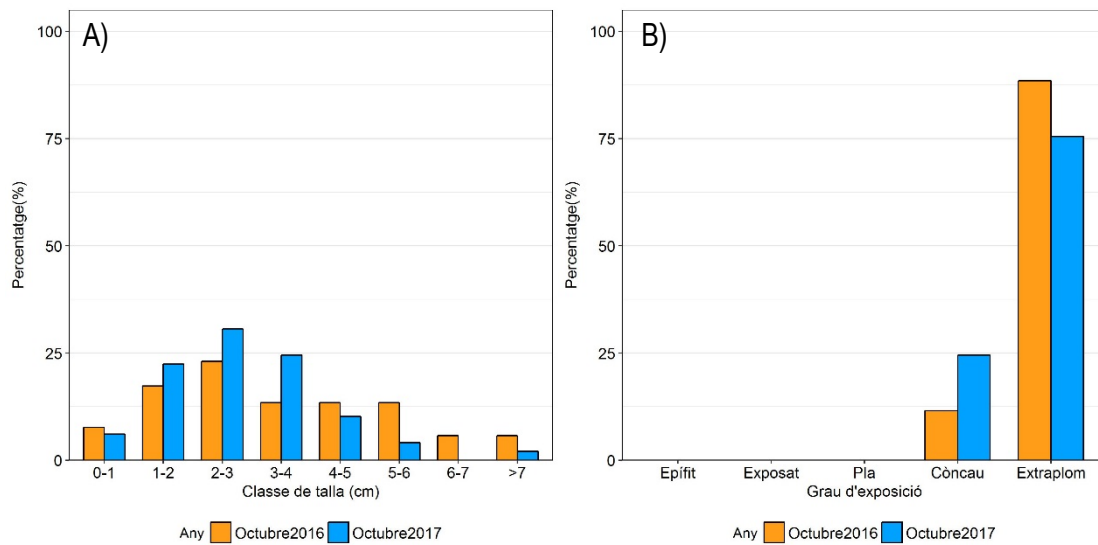 A)
Percentatge(%)
100
75
50
25
0
0-1 1-2 2-3 3-4 4-5 5-6 6-7 >7
Classe de talla (cm)
Any Octubre2016 Octubre2017
B)
Percentatge(%)
100
75
50
25
0
Epífit Exposat Pla Còncau Extraplom
Grau d'exposició
Any Octubre2016 Octubre2017